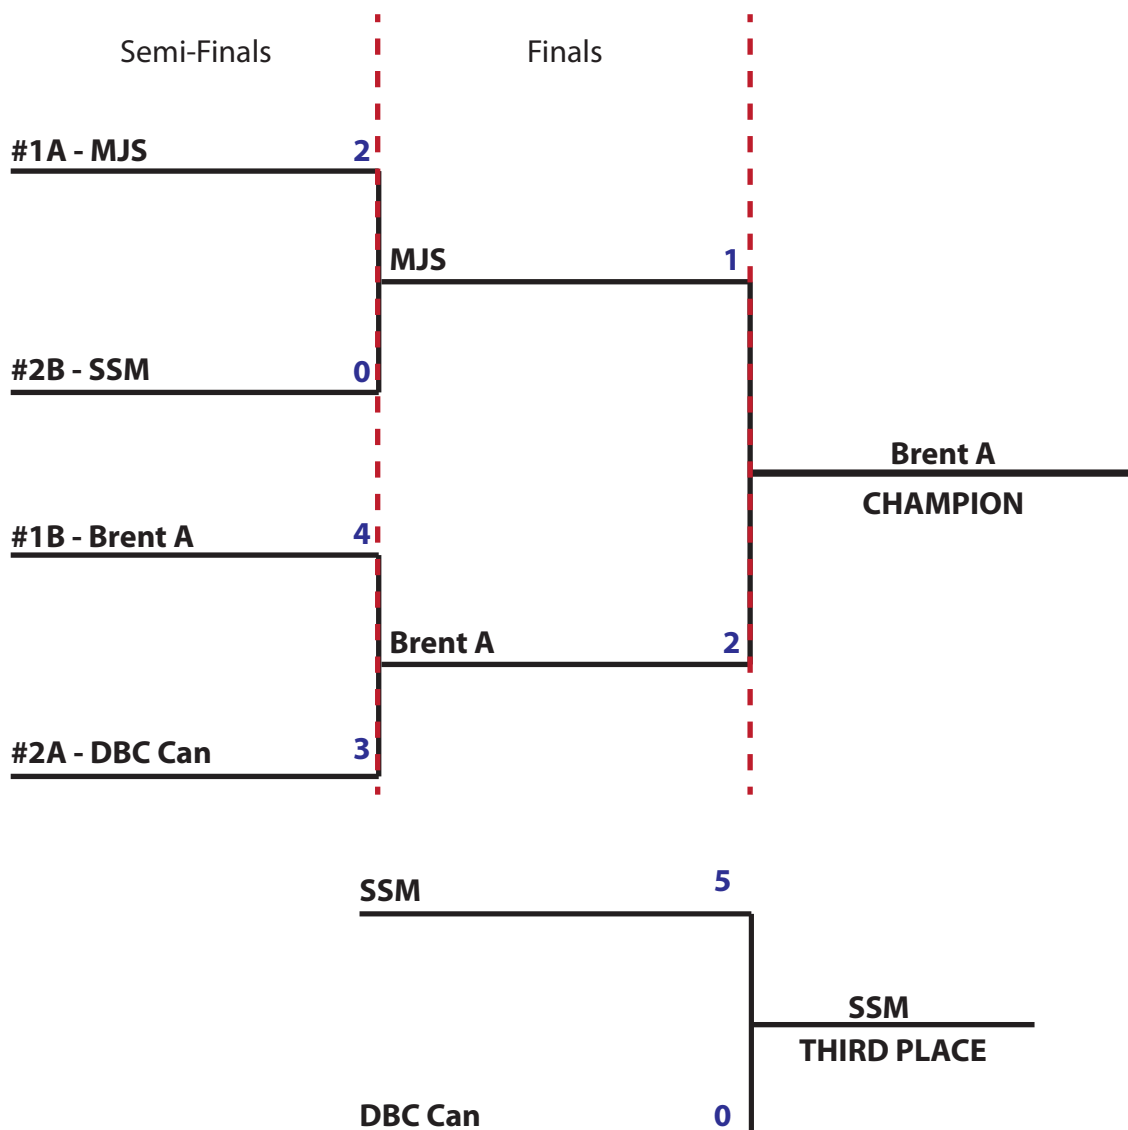 Semi-Finals Finals
#1A - MJS 2
MJS 1
#2B - SSM 0
Brent A
CHAMPION
#1B - Brent A 4
Brent A 2
#2A - DBC Can 3
SSM 5
SSM
THIRD PLACE
DBC Can 0